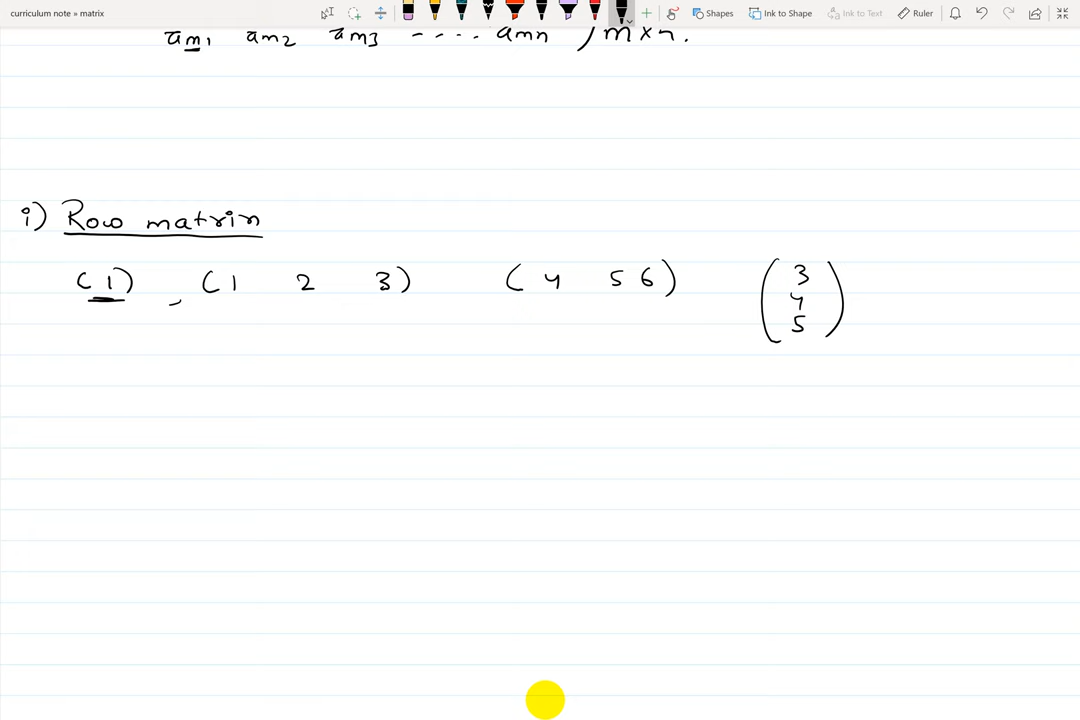 curriculum note » matrix
Shapes Ink to Shape Ink to Text Ruler
am1 am2 am3 ----. amn ) m×n.
i) Row matrix
(1) , (1 2 3) (4 5 6) (3
4
5)